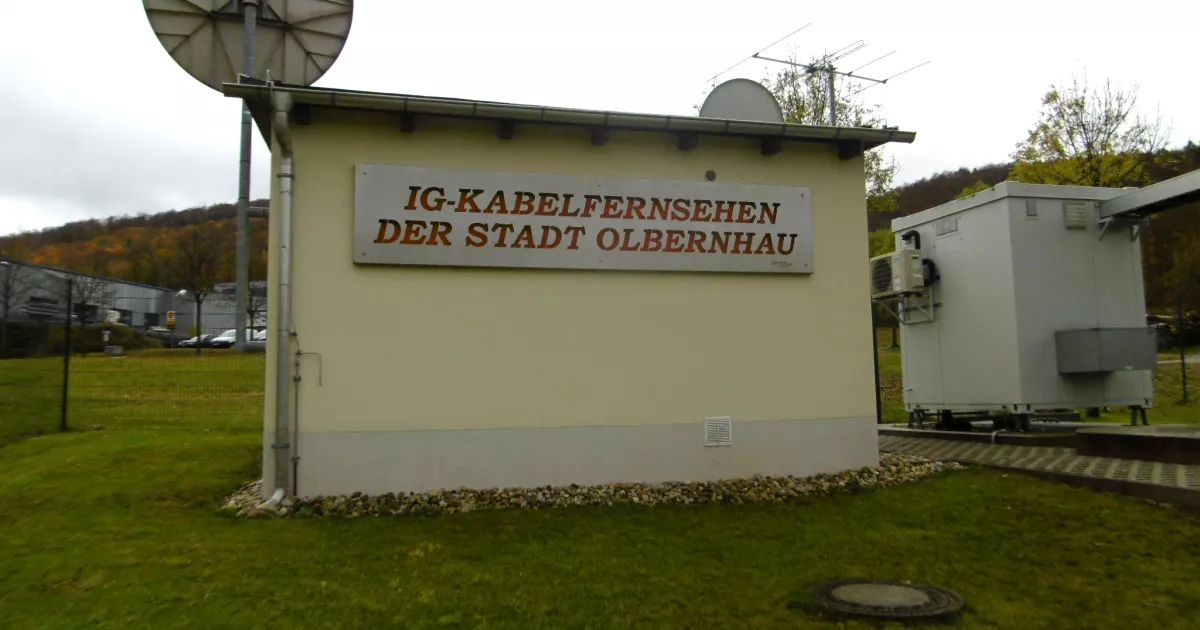 IG-KABELFERNSEHEN
DER STADT OLBERNHAU